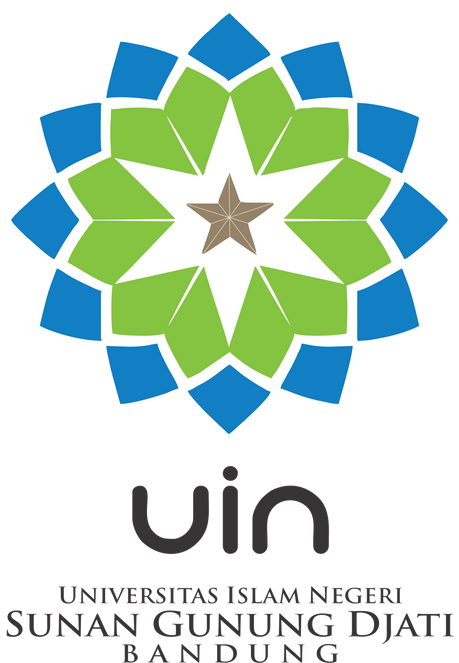 uin
UNIVERSITAS ISLAM NEGERI
SUNAN GUNUNG DJATI
BANDUNG